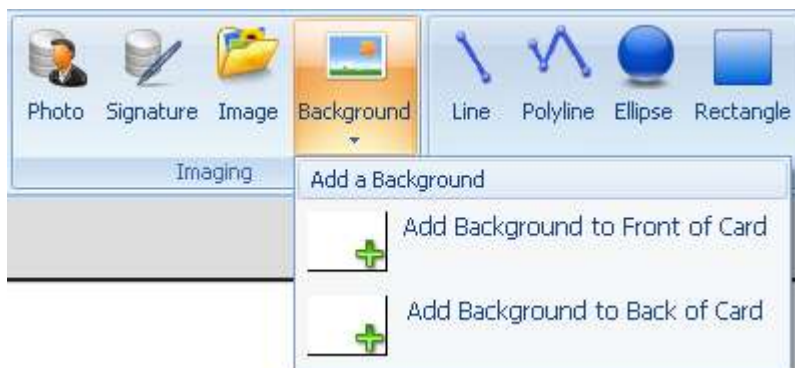 Photo Signature Image Background Line Polyline Ellipse Rectangle
Imaging
Add a Background
Add Background to Front of Card
Add Background to Back of Card